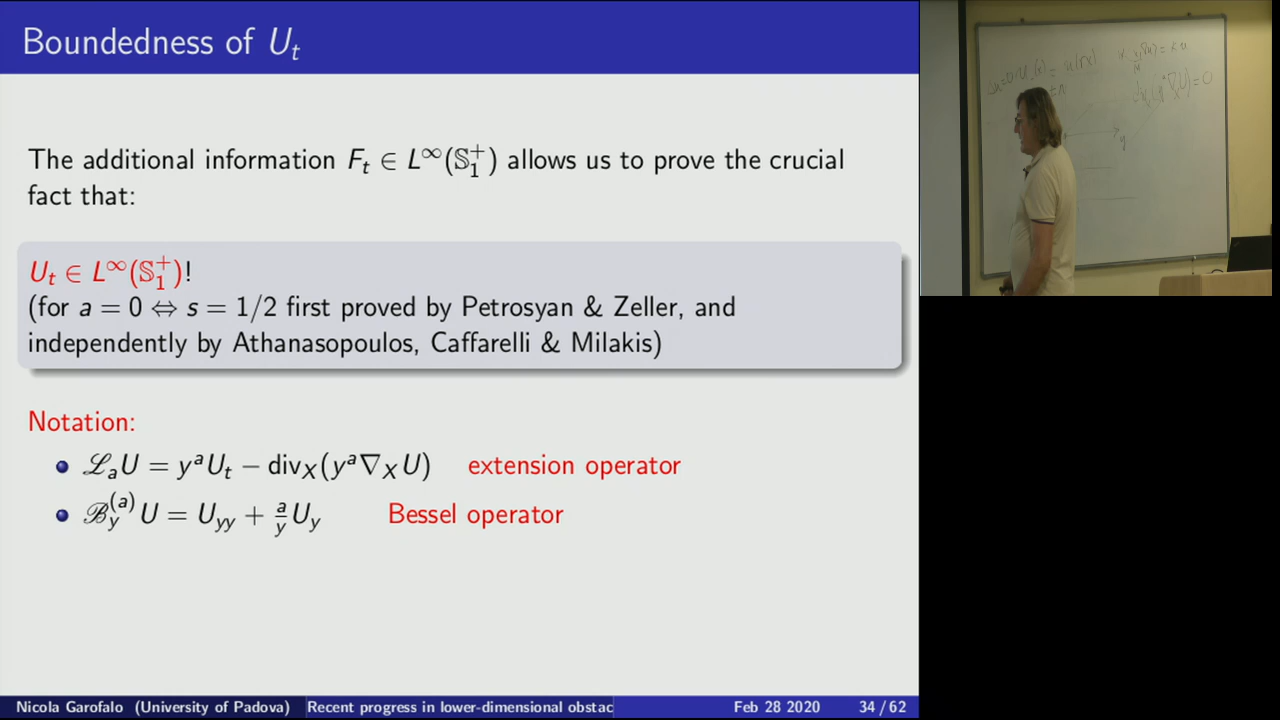 Boundedness of U_t
The additional information F_t ∈ L^∞(𝕊_1^+) allows us to prove the crucial
fact that:
U_t ∈ L^∞(𝕊_1^+)!
(for a = 0 ⇔ s = 1/2 first proved by Petrosyan & Zeller, and
independently by Athanasopoulos, Caffarelli & Milakis)
Notation:
ℒ_a U = y^a U_t − div_X(y^a ∇_X U) extension operator
ℬ_y^{(a)} U = U_{yy} + \frac{a}{y} U_y Bessel operator
Nicola Garofalo (University of Padova) Recent progress in lower-dimensional obstac Feb 28 2020 34 / 62